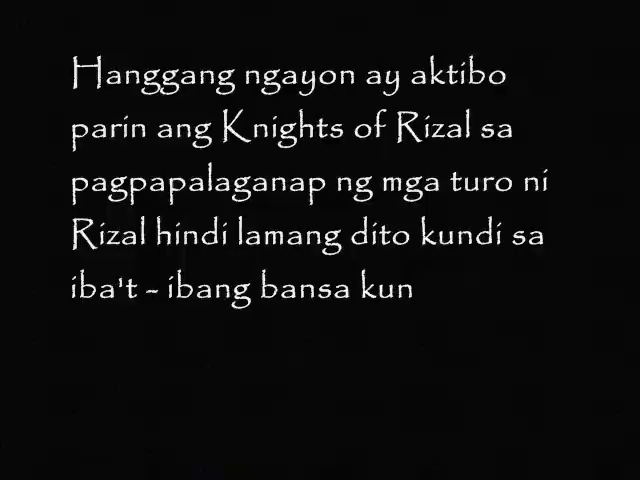 Hanggang ngayon ay aktibo
parin ang Knights of Rizal sa
pagpapalaganap ng mga turo ni
Rizal hindi lamang dito kundi sa
iba't - ibang bansa kun